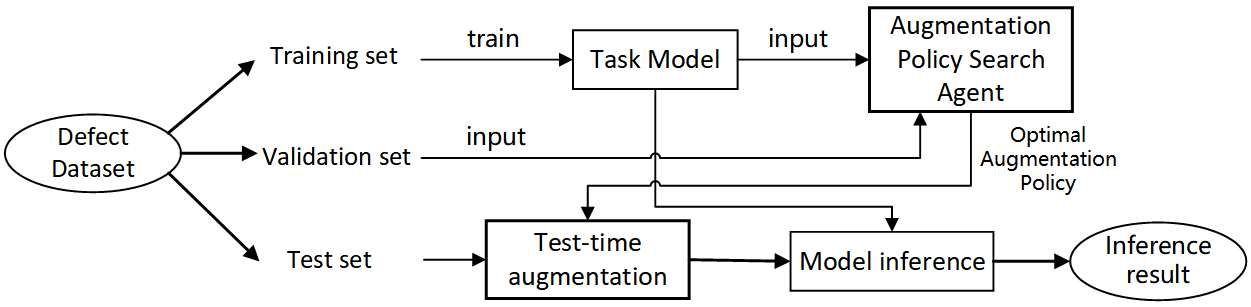 Defect
Dataset
Training set
train
Task Model
input
Augmentation
Policy Search
Agent
Validation set
input
Optimal
Augmentation
Policy
Test set
Test-time
augmentation
Model inference
Inference
result